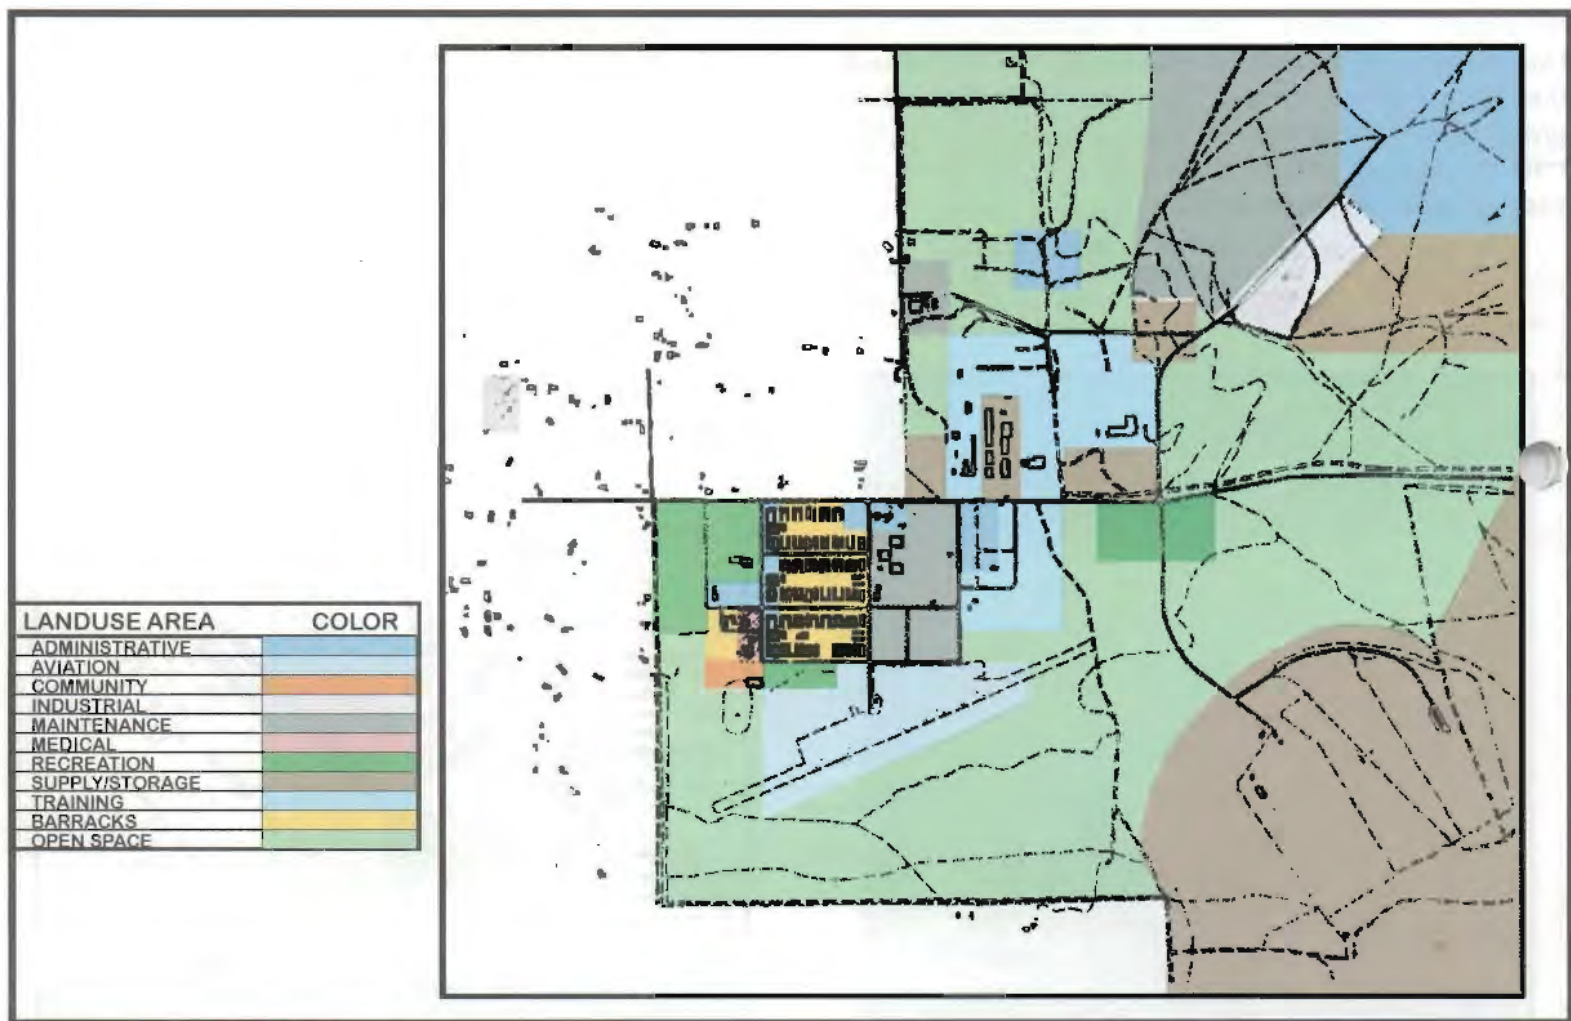 LANDUSE AREA COLOR
ADMINISTRATIVE
AVIATION
COMMUNITY
INDUSTRIAL
MAINTENANCE
MEDICAL
RECREATION
SUPPLY/STORAGE
TRAINING
BARRACKS
OPEN SPACE